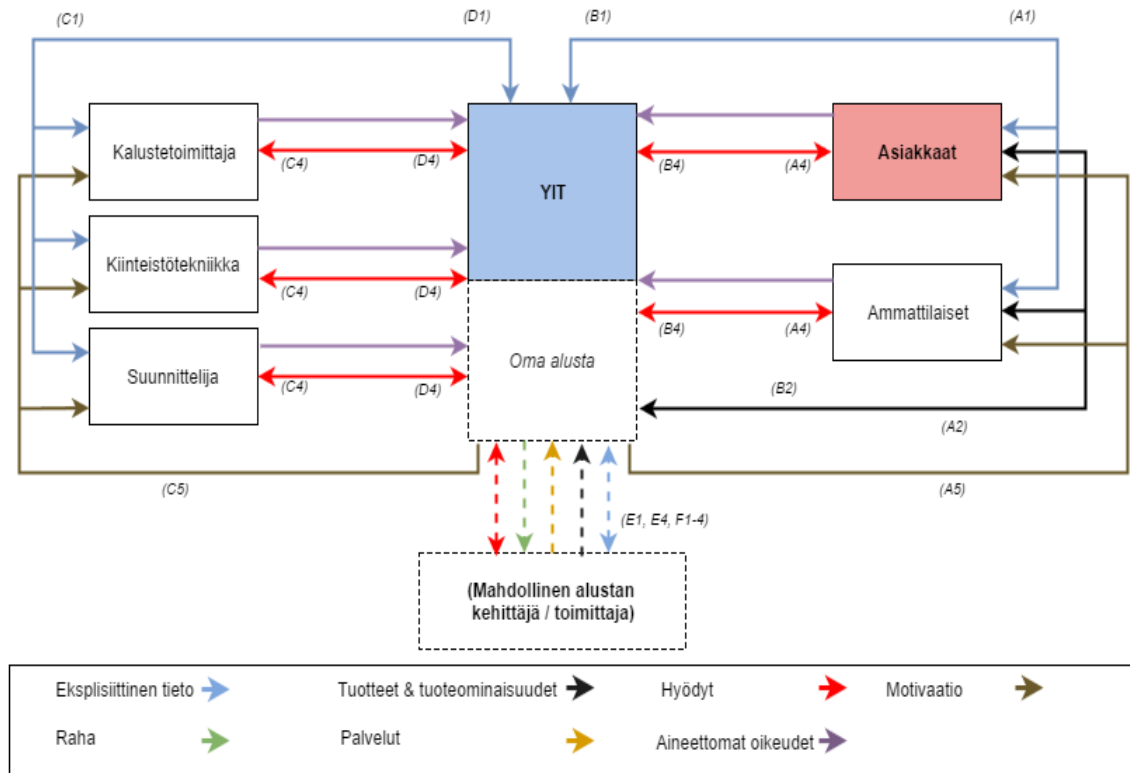 (C1)
(D1)
(B1)
(A1)
Kalustetoimittaja
(C4)
(D4)
YIT
(B4)
(A4)
Asiakkaat
Kiinteistötekniikka
(C4)
(D4)
(B4)
(A4)
Ammattilaiset
Suunnittelija
(C4)
(D4)
Oma alusta
(B2)
(A2)
(C5)
(A5)
(E1, E4, F1-4)
(Mahdollinen alustan
kehittäjä / toimittaja)
Eksplisiittinen tieto
Tuotteet & tuoteominaisuudet
Hyödyt
Motivaatio
Raha
Palvelut
Aineettomat oikeudet